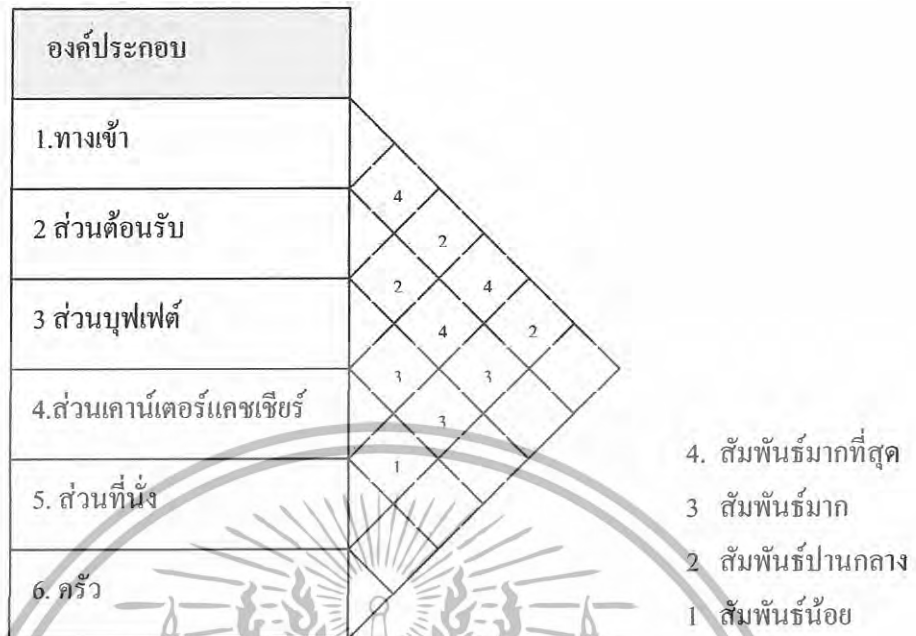 องค์ประกอบ
1.ทางเข้า
4
2 ส่วนต้อนรับ
2
2
4
3 ส่วนบุฟเฟต์
4
2
3
3
4.ส่วนเคาน์เตอร์แคชเชียร์
3
1
5. ส่วนที่นั่ง
6. ครัว
4. สัมพันธ์มากที่สุด
3 สัมพันธ์มาก
2 สัมพันธ์ปานกลาง
1 สัมพันธ์น้อย